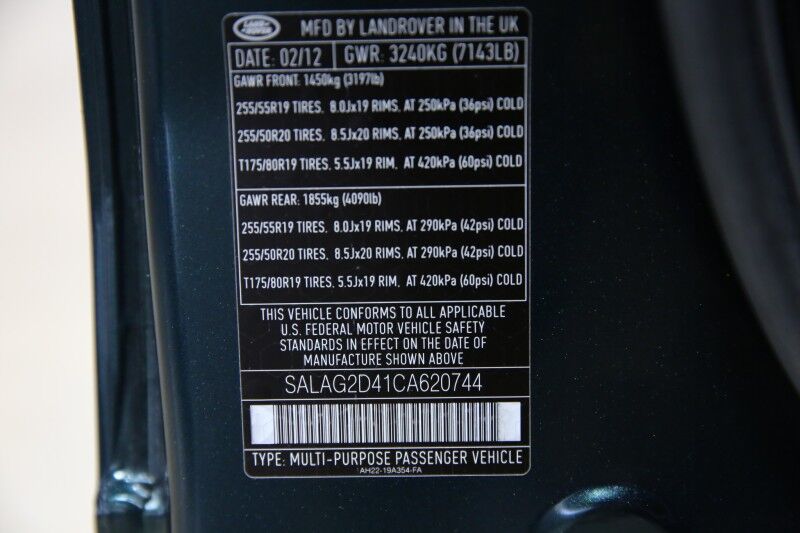 LAND ROVER MFD BY LANDROVER IN THE UK
DATE: 02/12 GWR: 3240KG (7143LB)
GAWR FRONT: 1450kg (3197lb)
255/55R19 TIRES, 8.0Jx19 RIMS, AT 250kPa (36psi) COLD
255/50R20 TIRES, 8.5Jx20 RIMS, AT 250kPa (36psi) COLD
T175/80R19 TIRES, 5.5Jx19 RIM, AT 420kPa (60psi) COLD
GAWR REAR: 1855kg (4090lb)
255/55R19 TIRES, 8.0Jx19 RIMS, AT 290kPa (42psi) COLD
255/50R20 TIRES, 8.5Jx20 RIMS, AT 290kPa (42psi) COLD
T175/80R19 TIRES, 5.5Jx19 RIM, AT 420kPa (60psi) COLD
THIS VEHICLE CONFORMS TO ALL APPLICABLE
U.S. FEDERAL MOTOR VEHICLE SAFETY
STANDARDS IN EFFECT ON THE DATE OF
MANUFACTURE SHOWN ABOVE
SALAG2D41CA620744
TYPE: MULTI-PURPOSE PASSENGER VEHICLE
AH22-19A354-FA